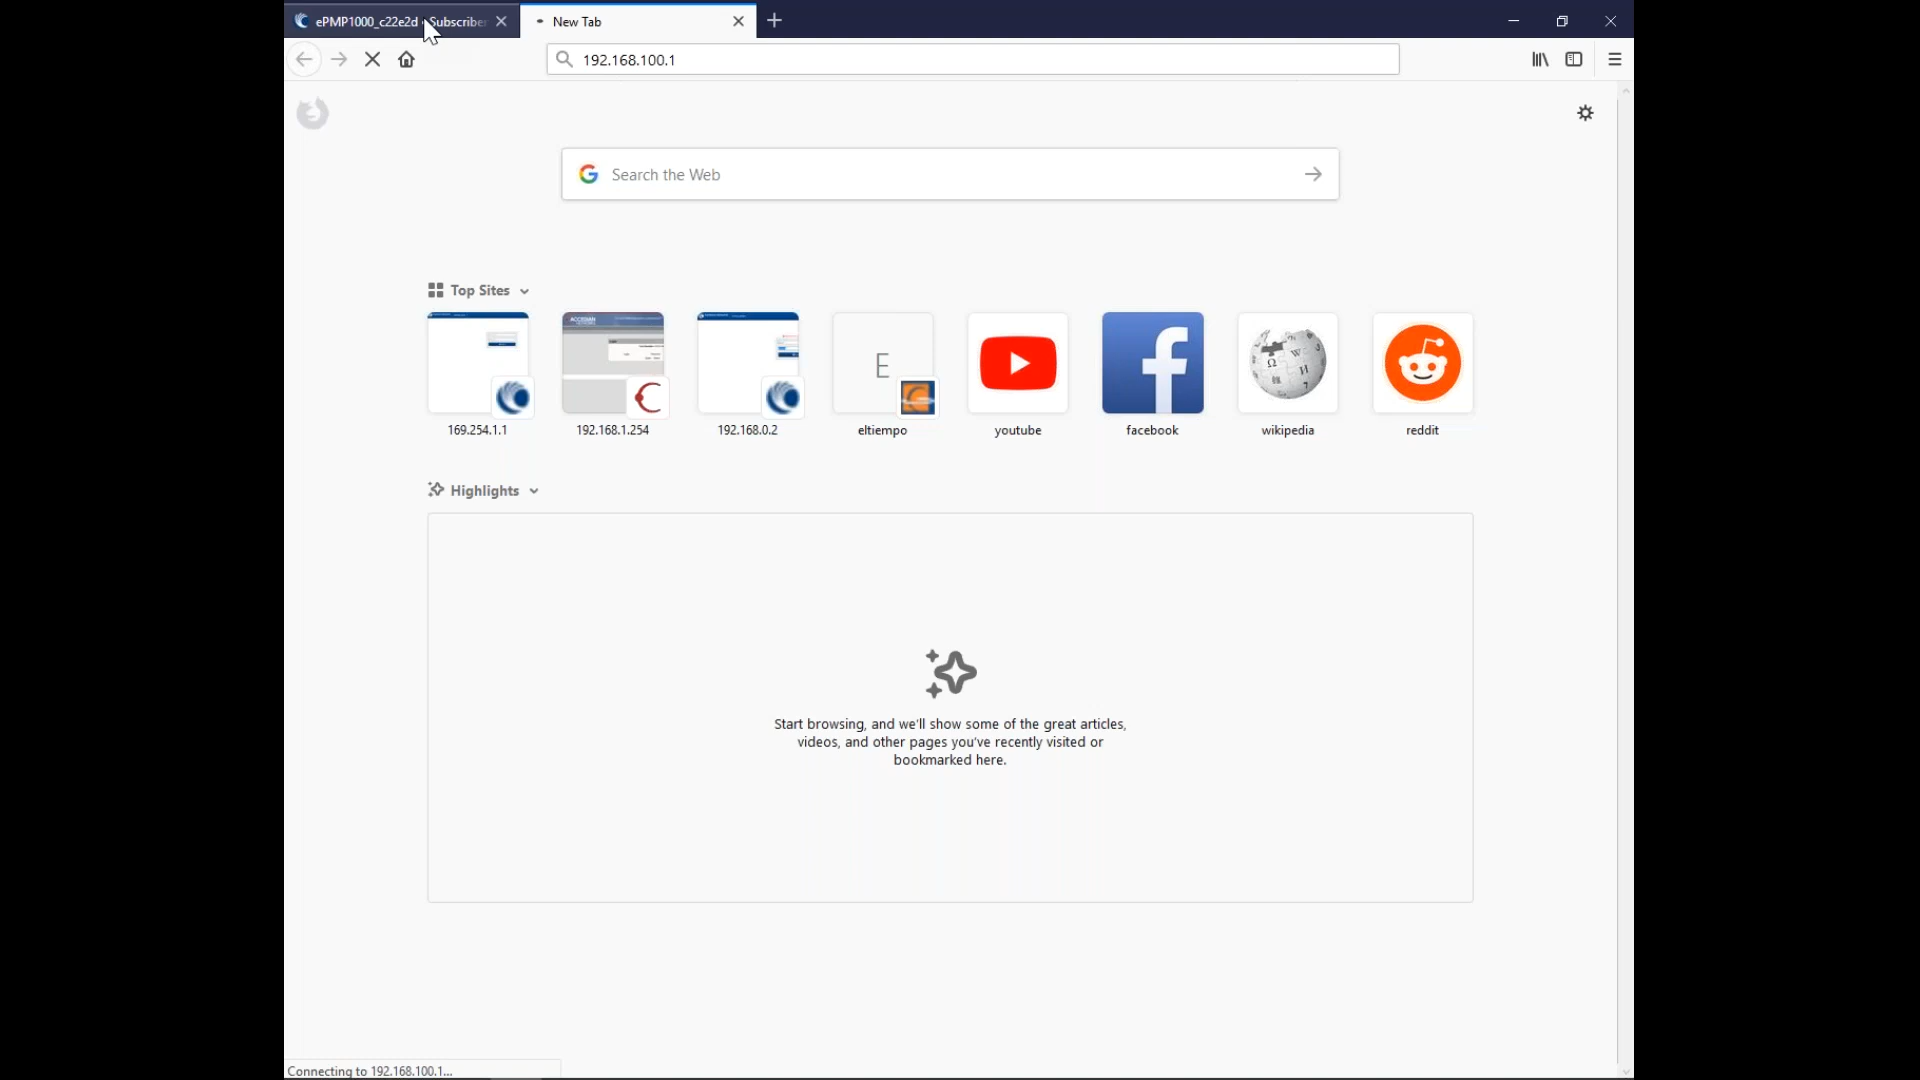 ePMP1000_c22e2d - Subscriber
New Tab
192.168.100.1
Search the Web
Top Sites
E
169.254.1.1
192.168.1.254
192.168.0.2
eltiempo
youtube
facebook
wikipedia
reddit
Highlights
Start browsing, and we'll show some of the great articles,
videos, and other pages you've recently visited or
bookmarked here.
Connecting to 192.168.100.1...